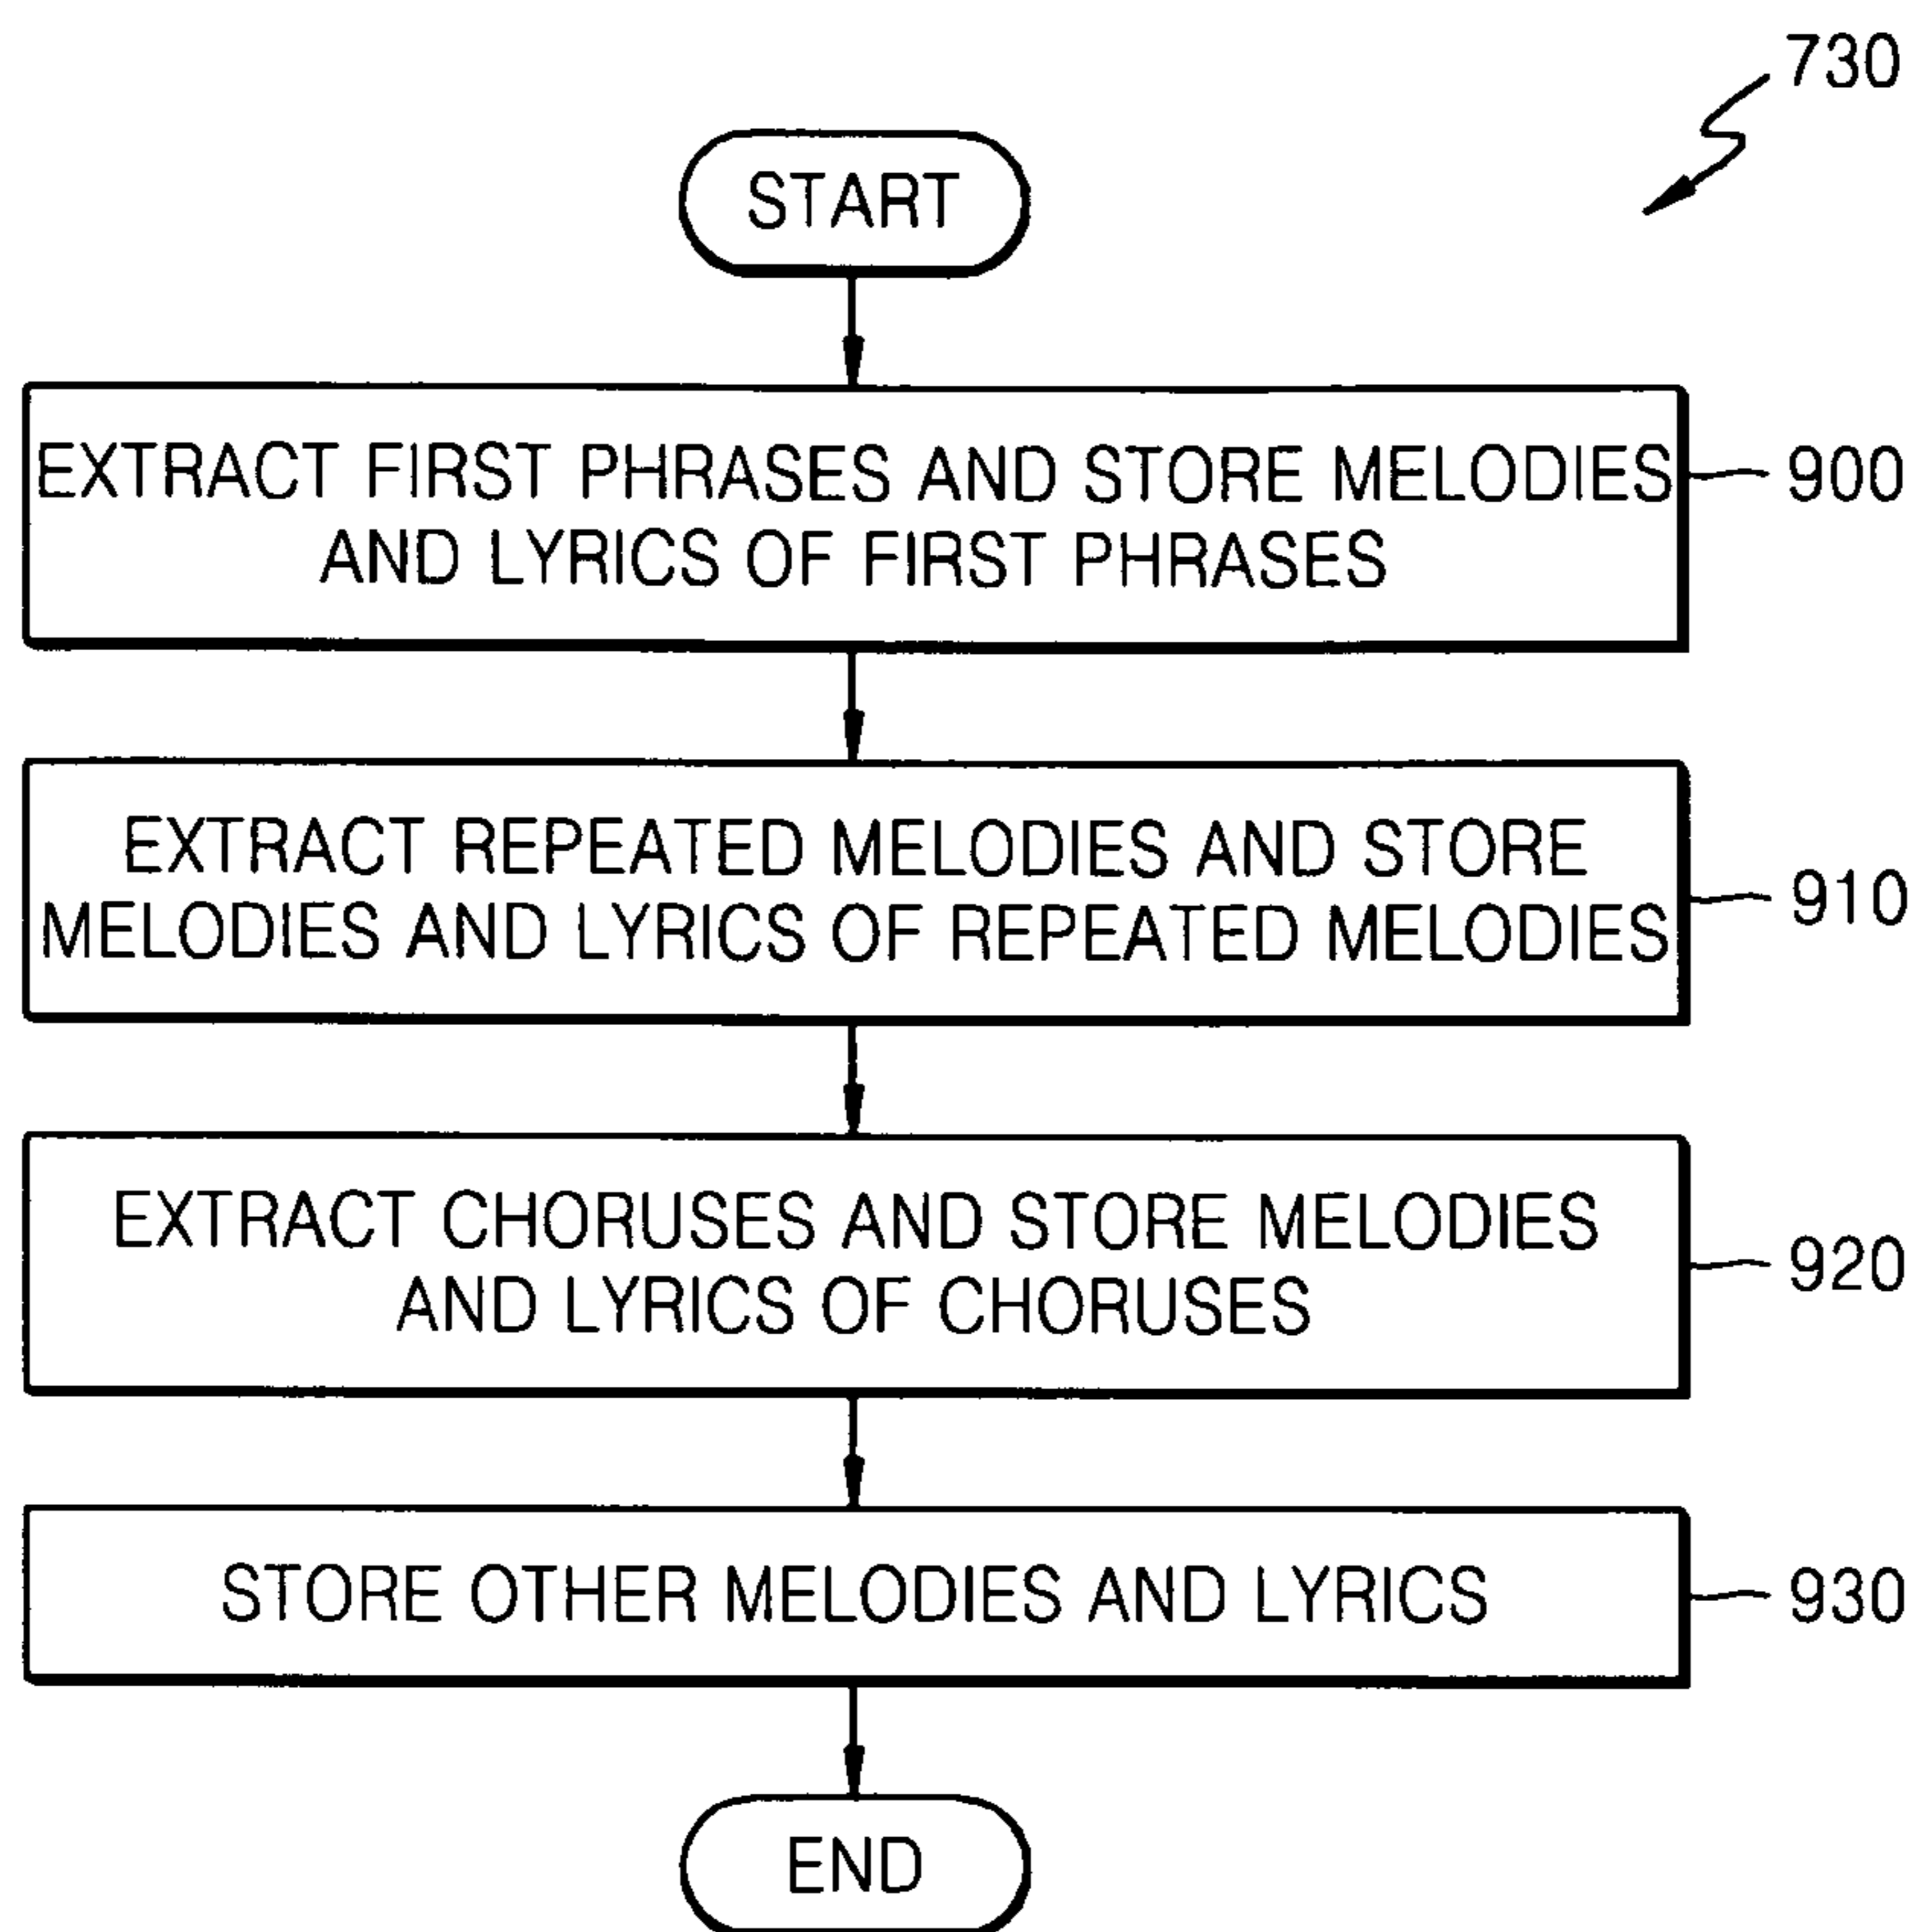 730
START
EXTRACT FIRST PHRASES AND STORE MELODIES
AND LYRICS OF FIRST PHRASES
900
EXTRACT REPEATED MELODIES AND STORE
MELODIES AND LYRICS OF REPEATED MELODIES
910
EXTRACT CHORUSES AND STORE MELODIES
AND LYRICS OF CHORUSES
920
STORE OTHER MELODIES AND LYRICS
930
END